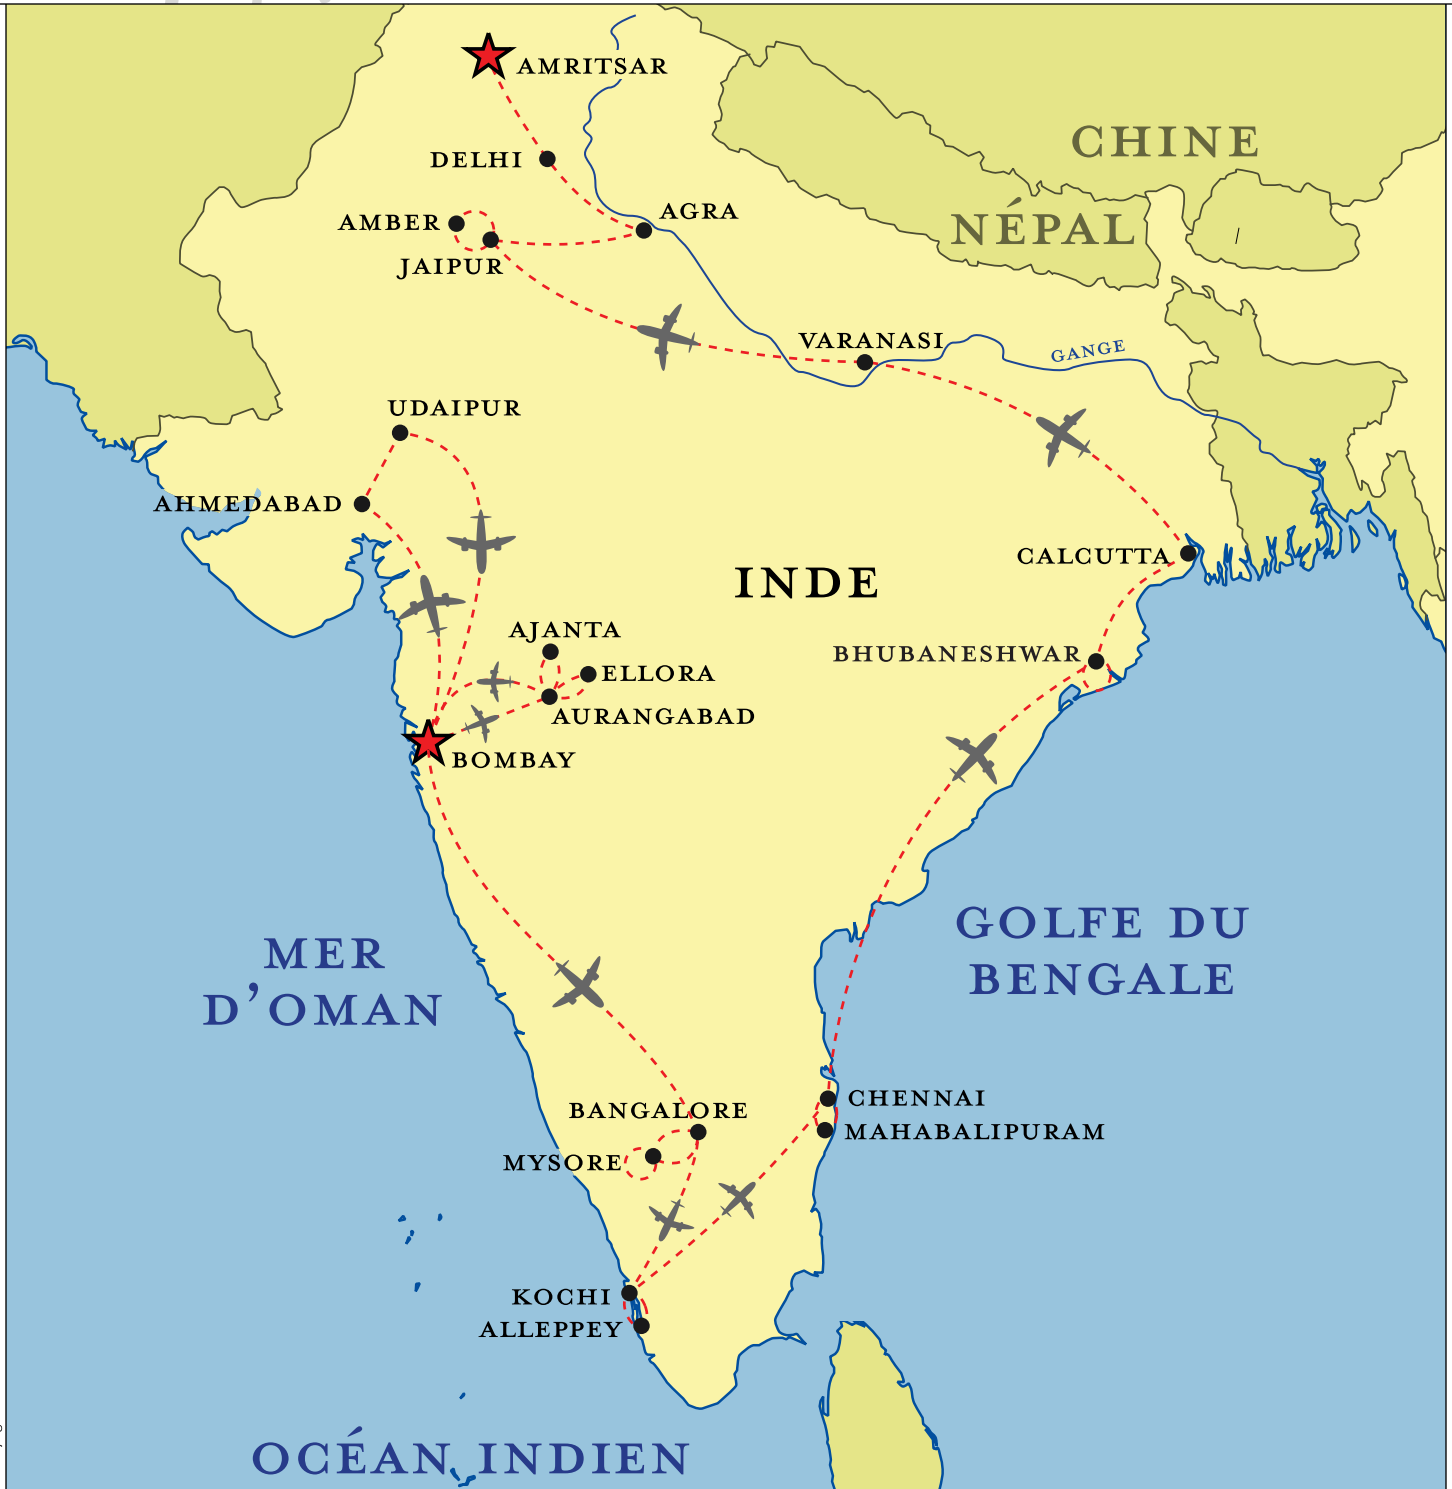 AMRITSAR
CHINE
DELHI
NÉPAL
AGRA
AMBER
JAIPUR
VARANASI
GANGE
UDAIPUR
AHMEDABAD
CALCUTTA
INDE
AJANTA
BHUBANESHWAR
ELLORA
AURANGABAD
BOMBAY
GOLFE DU
BENGALE
MER
D’OMAN
CHENNAI
BANGALORE
MAHABALIPURAM
MYSORE
KOCHI
ALLEPPEY
OCÉAN INDIEN